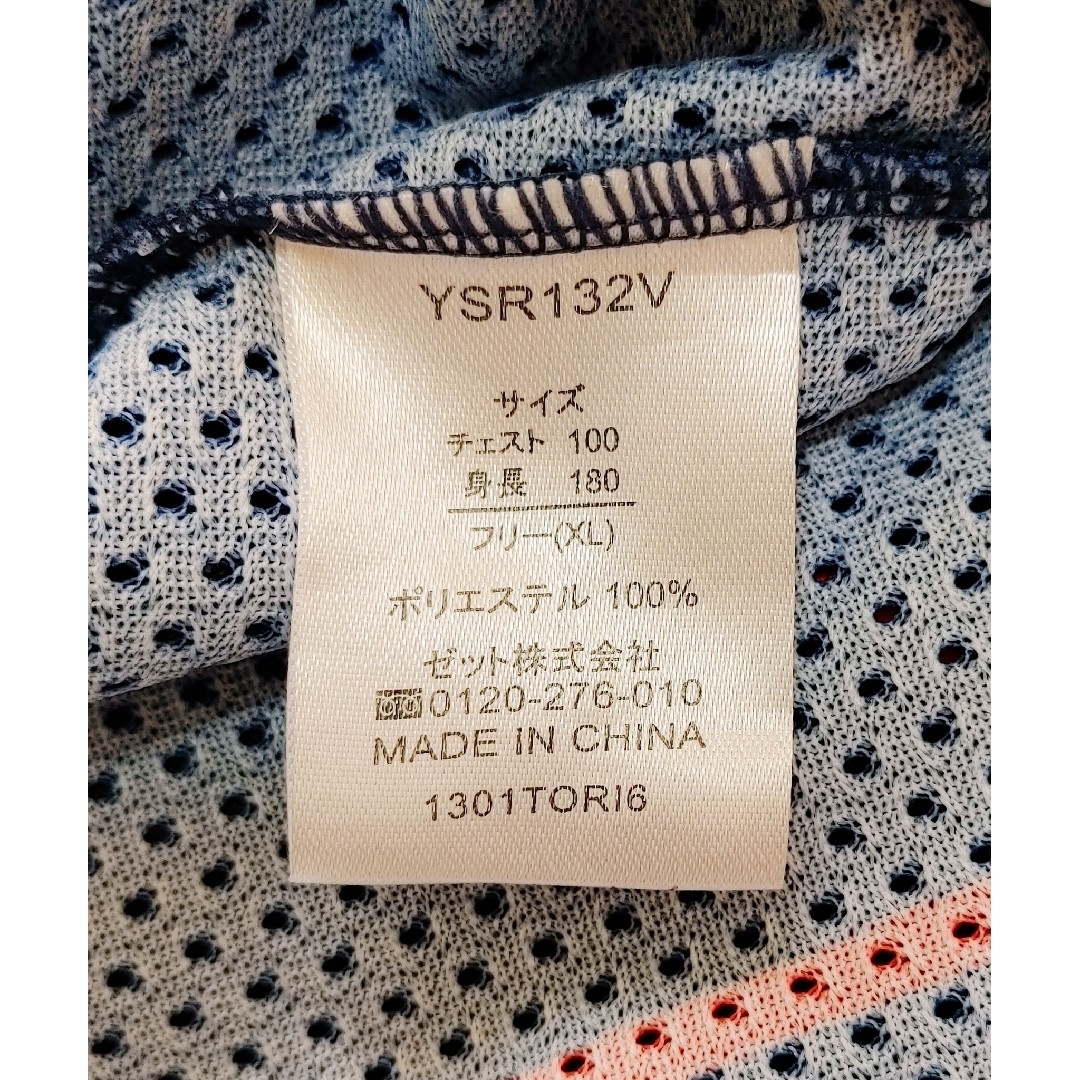 YSR132V
サイズ
チェスト 100
身長 180
フリー(XL)
ポリエステル 100%
ゼット株式会社
0120-276-010
MADE IN CHINA
1301TORI6